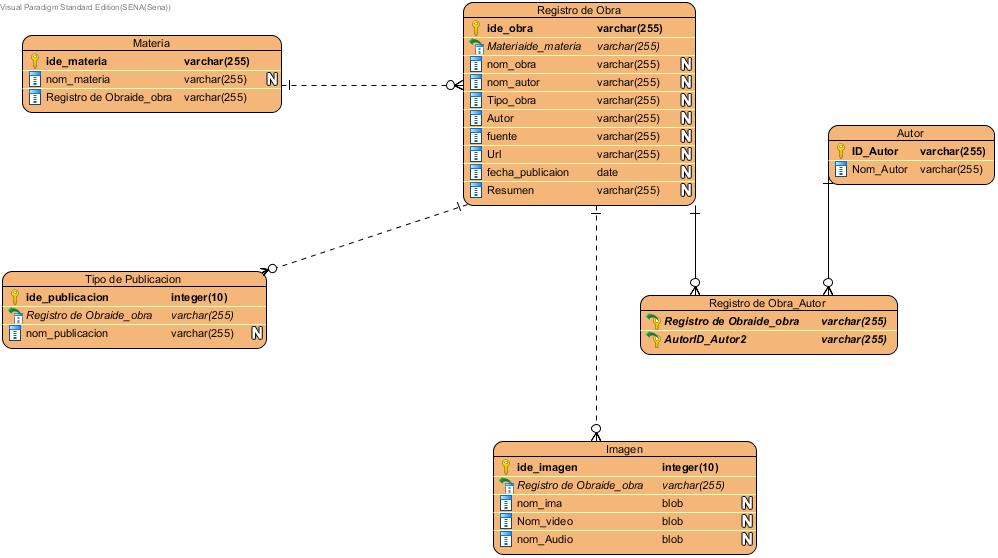 Visual Paradigm Standard Edition(SENA(Sena))
Registro de Obra
ide_obra varchar(255)
Materiaide_materia varchar(255)
nom_obra varchar(255) N
nom_autor varchar(255) N
Tipo_obra varchar(255) N
Autor varchar(255) N
fuente varchar(255) N
Url varchar(255) N
fecha_publicaion date N
Resumen varchar(255) N
Materia
ide_materia varchar(255)
nom_materia varchar(255) N
Registro de Obraide_obra varchar(255)
Autor
ID_Autor varchar(255)
Nom_Autor varchar(255)
Tipo de Publicacion
ide_publicacion integer(10)
Registro de Obraide_obra varchar(255)
nom_publicacion varchar(255) N
Registro de Obra_Autor
Registro de Obraide_obra varchar(255)
AutorID_Autor2 varchar(255)
Imagen
ide_imagen integer(10)
Registro de Obraide_obra varchar(255)
nom_ima blob N
Nom_video blob N
nom_Audio blob N